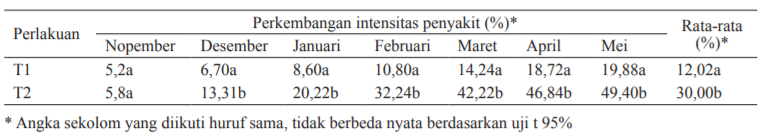 Perlakuan Perkembangan intensitas penyakit (%)* Rata-rata (%)*
Nopember Desember Januari Februari Maret April Mei
T1 5,2a 6,70a 8,60a 10,80a 14,24a 18,72a 19,88a 12,02a
T2 5,8a 13,31b 20,22b 32,24b 42,22b 46,84b 49,40b 30,00b
* Angka sekolom yang diikuti huruf sama, tidak berbeda nyata berdasarkan uji t 95%